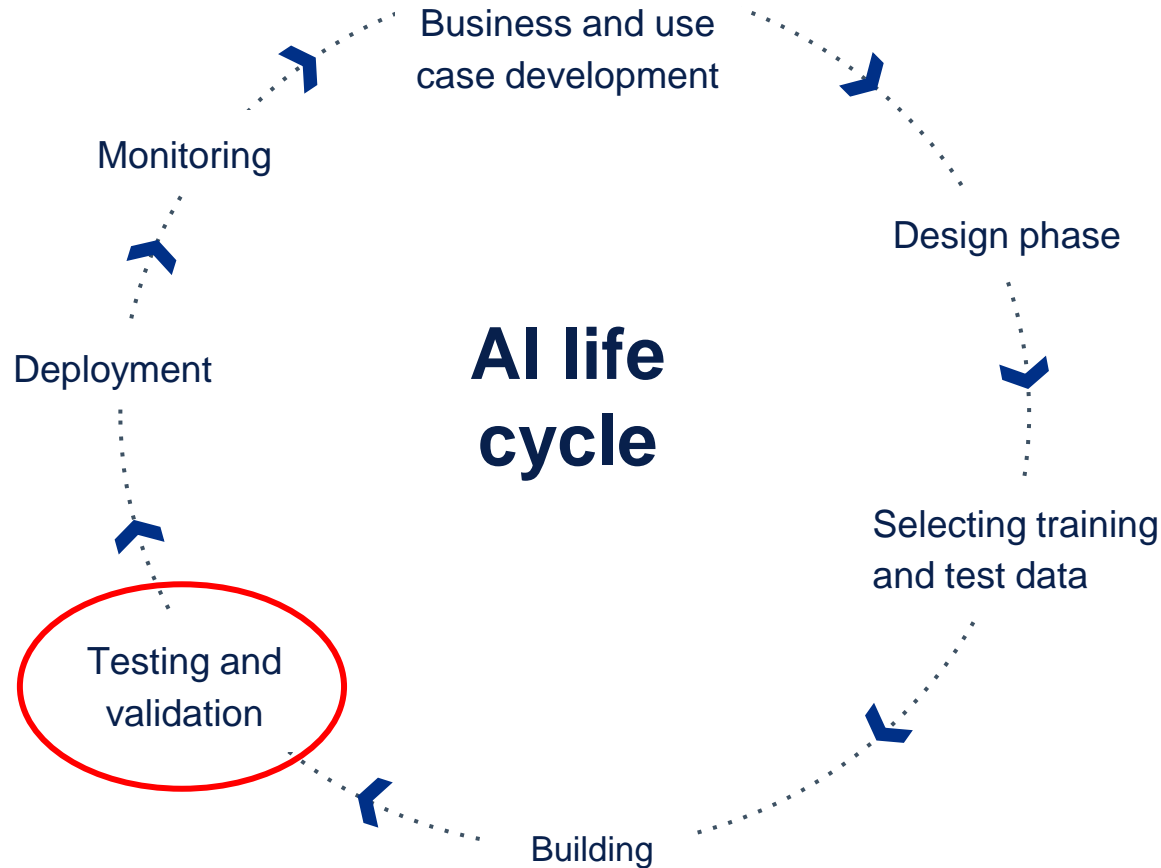 Business and use
case development
Design phase
Selecting training
and test data
Building
Testing and
validation
Deployment
Monitoring
AI life
cycle